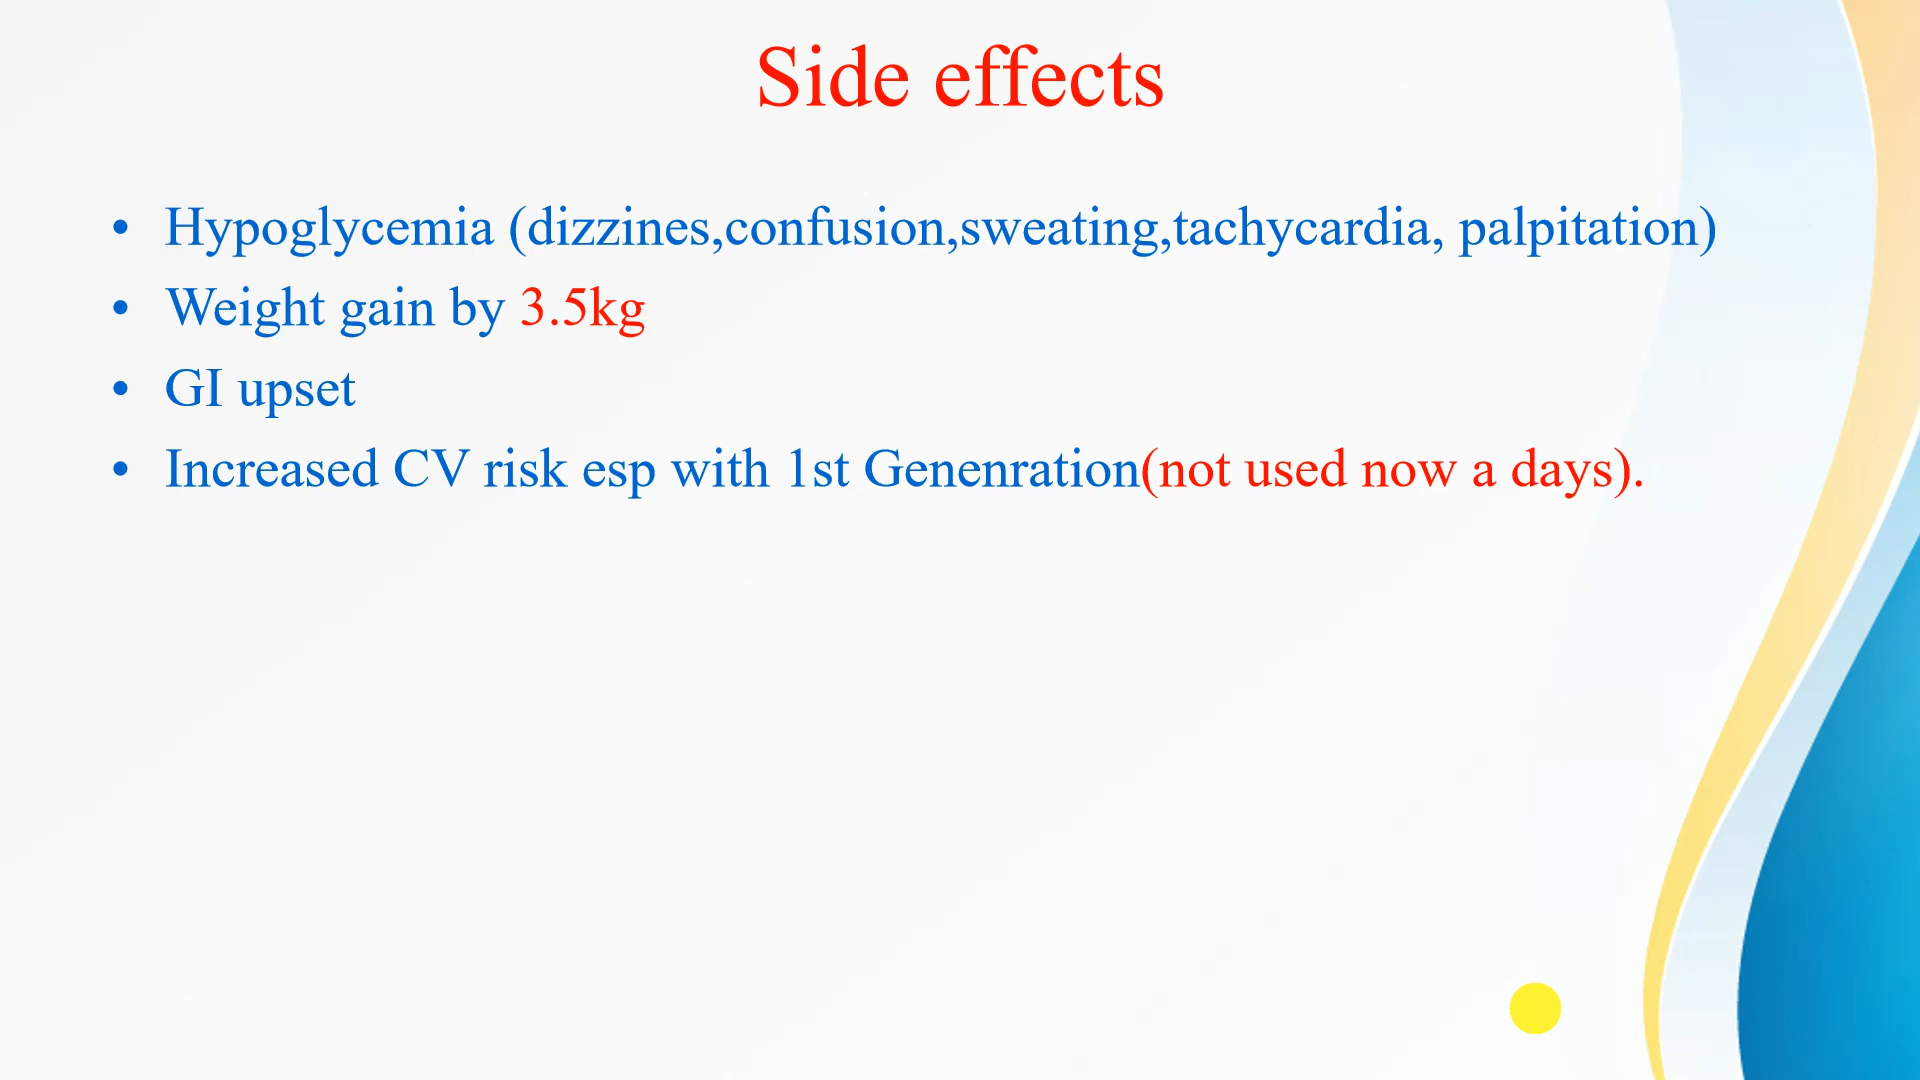 Side effects
• Hypoglycemia (dizzines,confusion,sweating,tachycardia, palpitation)
• Weight gain by 3.5kg
• GI upset
• Increased CV risk esp with 1st Genenration(not used now a days).